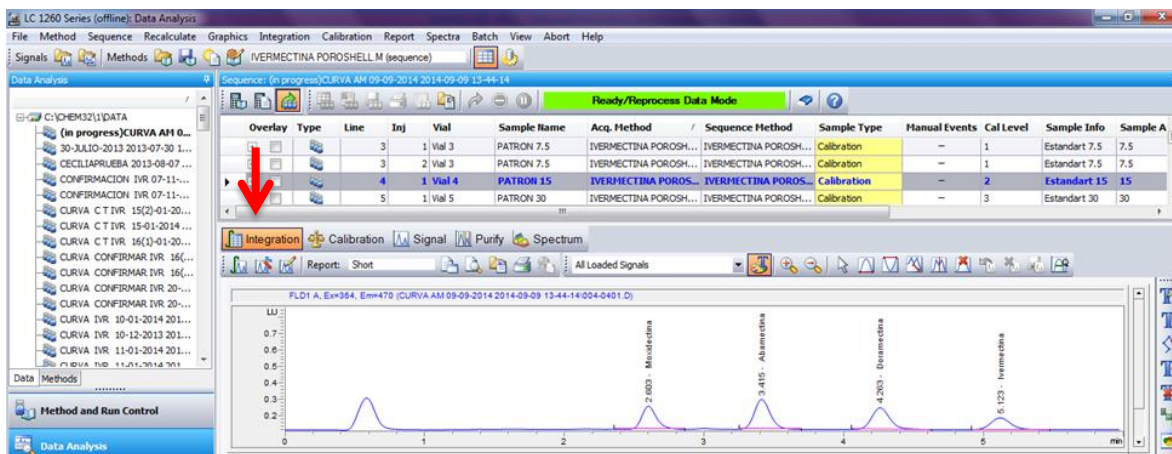 LC 1260 Series (offline): Data Analysis
File Method Sequence Recalculate Graphics Integration Calibration Report Spectra Batch View Abort Help
Signals Methods IVERMECTINA POROSHELL.M (sequence)
Data Analysis
C:\CHEM32\1\DATA
(in progress)CURVA AM 0...
30-JULIO-2013 2013-07-30 1...
CECILIAPRUEBA 2013-08-07 ...
CONFIRMACION IVR 07-11-...
CONFIRMACION IVR 07-11-...
CURVA C T IVR 15(2)-01-20...
CURVA C T IVR 15-01-2014 ...
CURVA C T IVR 16(1)-01-20...
CURVA CONFIRMAR IVR 16(...
CURVA CONFIRMAR IVR 16(...
CURVA CONFIRMAR IVR 20-...
CURVA CONFIRMAR IVR 20-...
CURVA IVR 10-01-2014 201...
CURVA IVR 10-12-2013 201...
CURVA IVR 11-01-2014 201...
CURVA IVR 11-01-2014 201
Data Methods
Method and Run Control
Data Analysis
Sequence: (in progress)CURVA AM 09-09-2014 2014-09-09 13-44-14
Ready/Reprocess Data Mode
Overlay Type Line Inj Vial Sample Name Acq. Method / Sequence Method Sample Type Manual Events Cal Level Sample Info Sample A
3 1 Vial 3 PATRON 7.5 IVERMECTINA POROSH... IVERMECTINA POROSH... Calibration – 1 Estandart 7.5 7.5
3 2 Vial 3 PATRON 7.5 IVERMECTINA POROSH... IVERMECTINA POROSH... Calibration – 1 Estandart 7.5 7.5
4 1 Vial 4 PATRON 15 IVERMECTINA POROS... IVERMECTINA POROS... Calibration – 2 Estandart 15 15
5 1 Vial 5 PATRON 30 IVERMECTINA POROSH... IVERMECTINA POROSH... Calibration – 3 Estandart 30 30
Integration Calibration Signal Purify Spectrum
Report: Short All Loaded Signals
FLD1 A, Ex=364, Em=470 (CURVA AM 09-09-2014 2014-09-09 13-44-14\004-0401.D)
LU
0.7
0.6
0.5
0.4
0.3
0.2
2.603 - Moxidectina
3.415 - Abamectina
4.263 - Doramectina
5.123 - Ivermectina
0 1 2 3 4 5 min